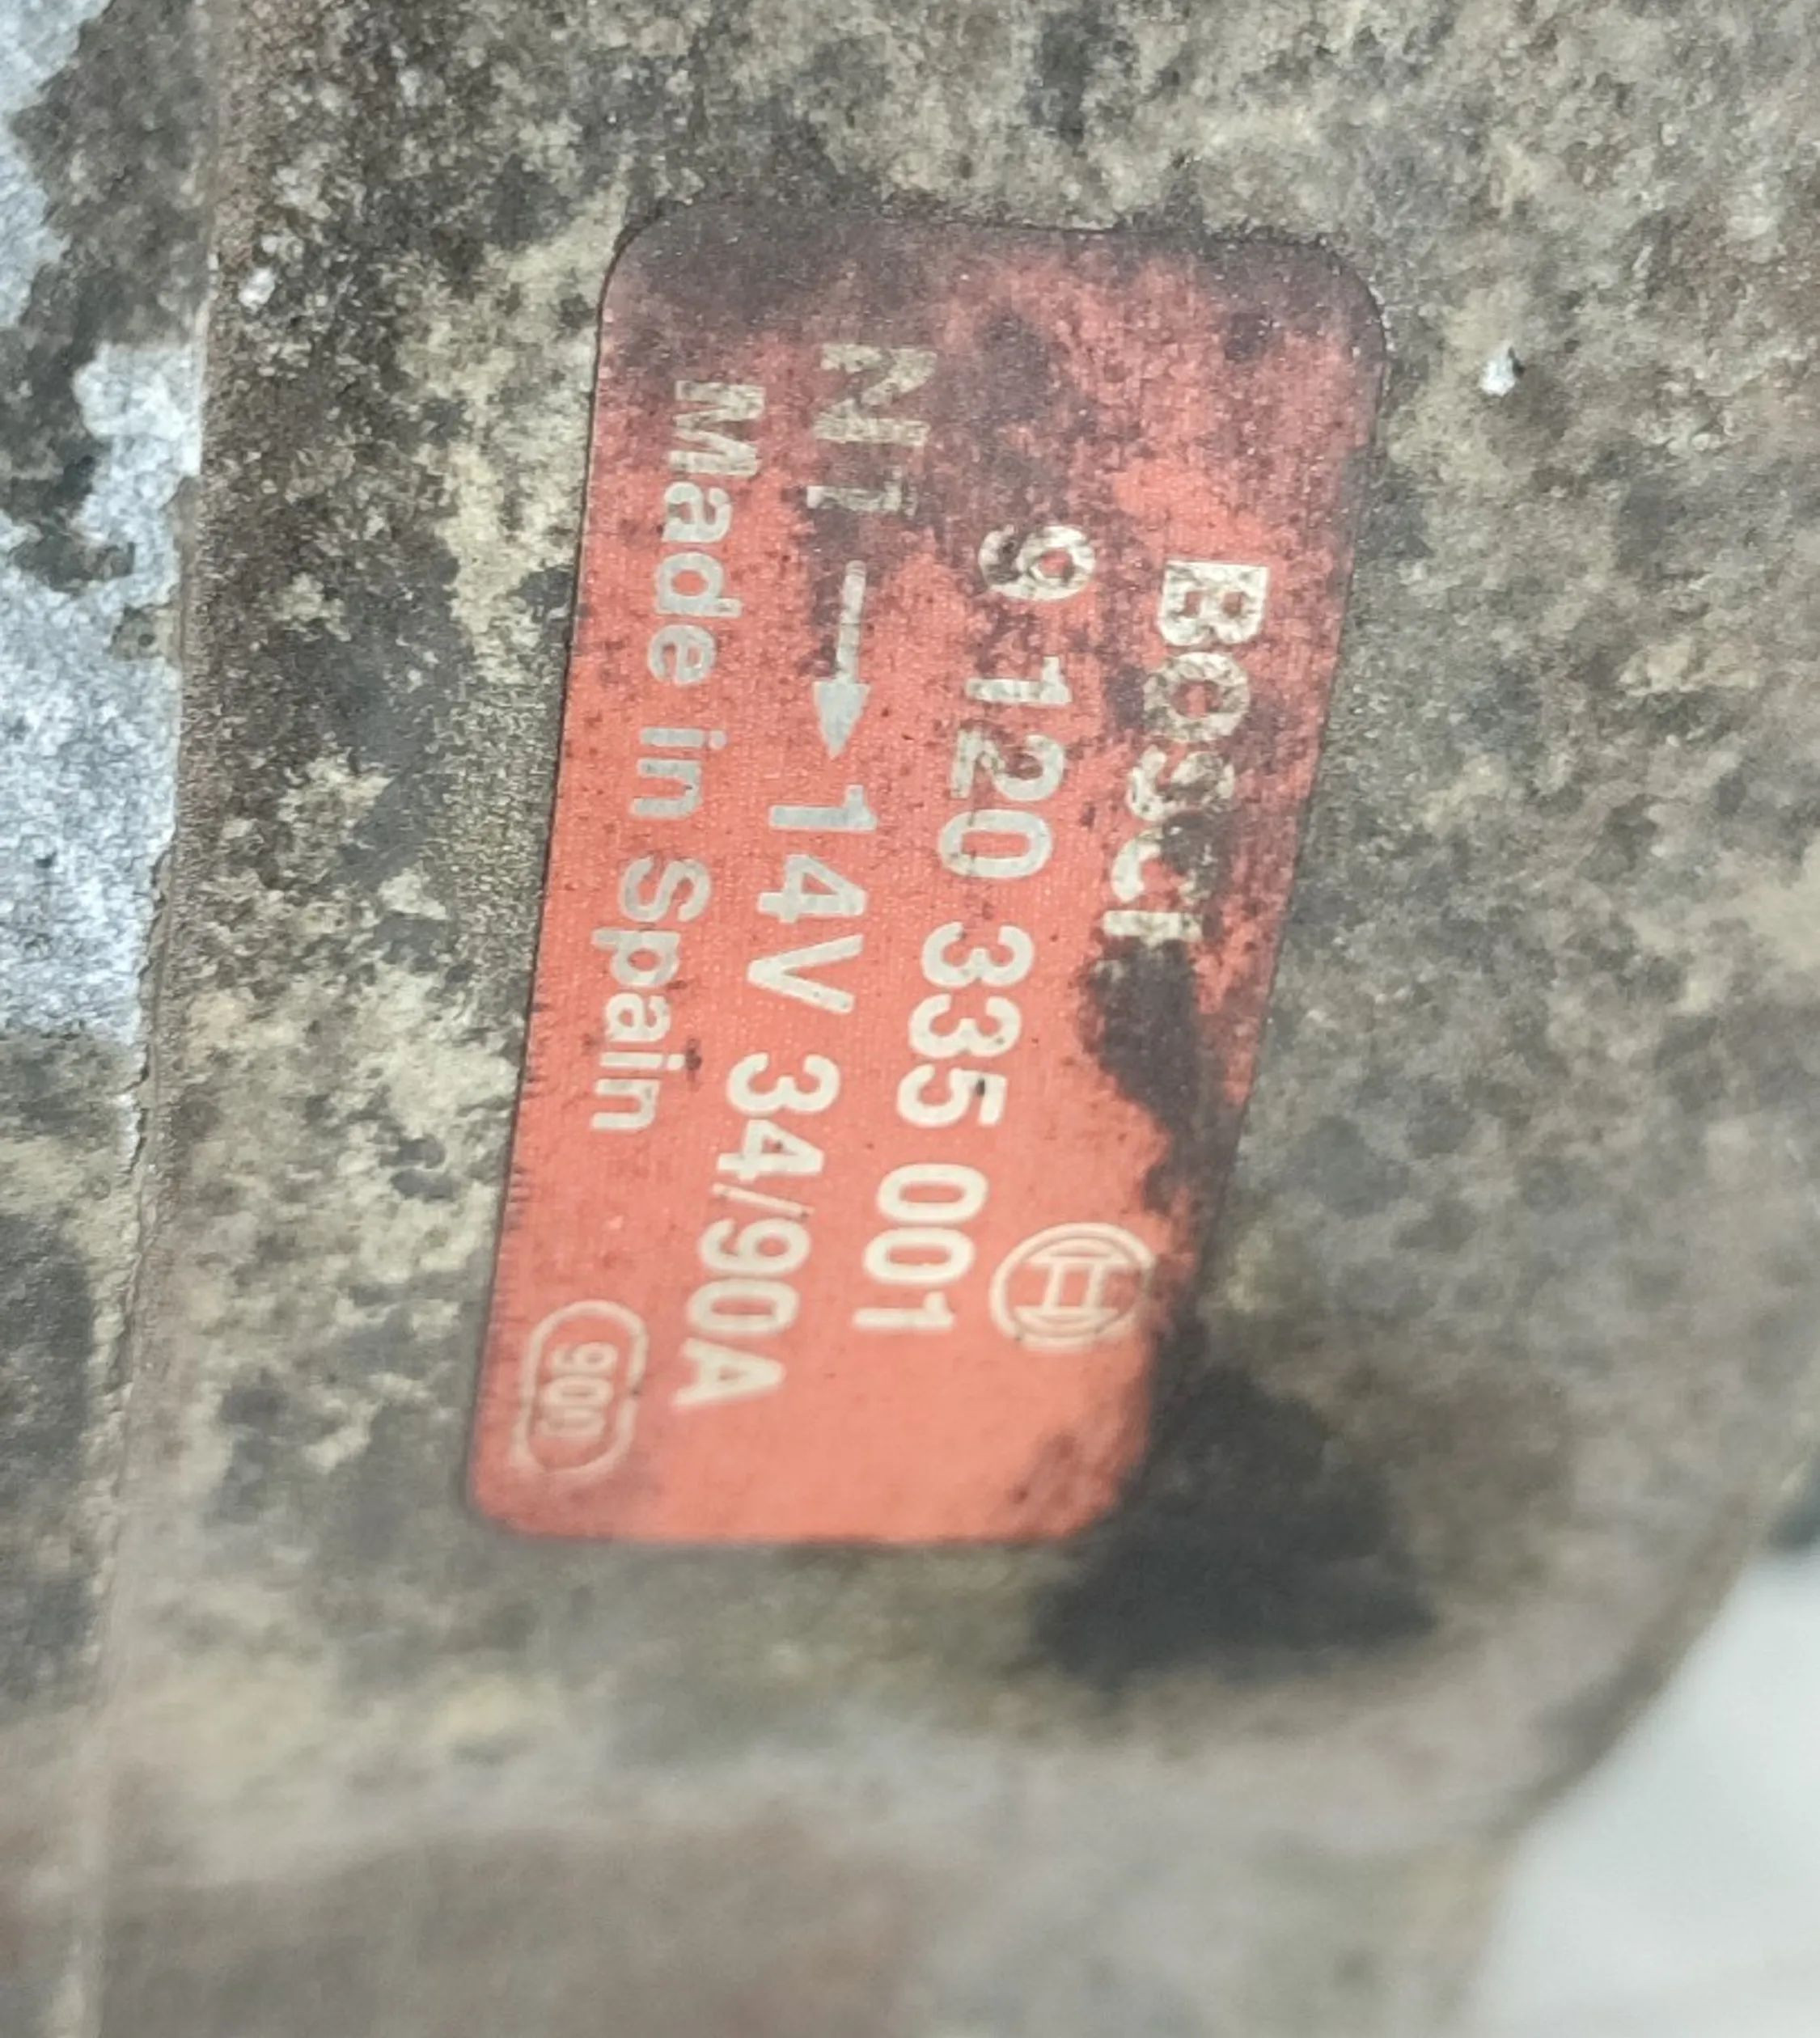 BOSCH
9 120 335 001
N1 → 14V 34/90A
Made in Spain
900